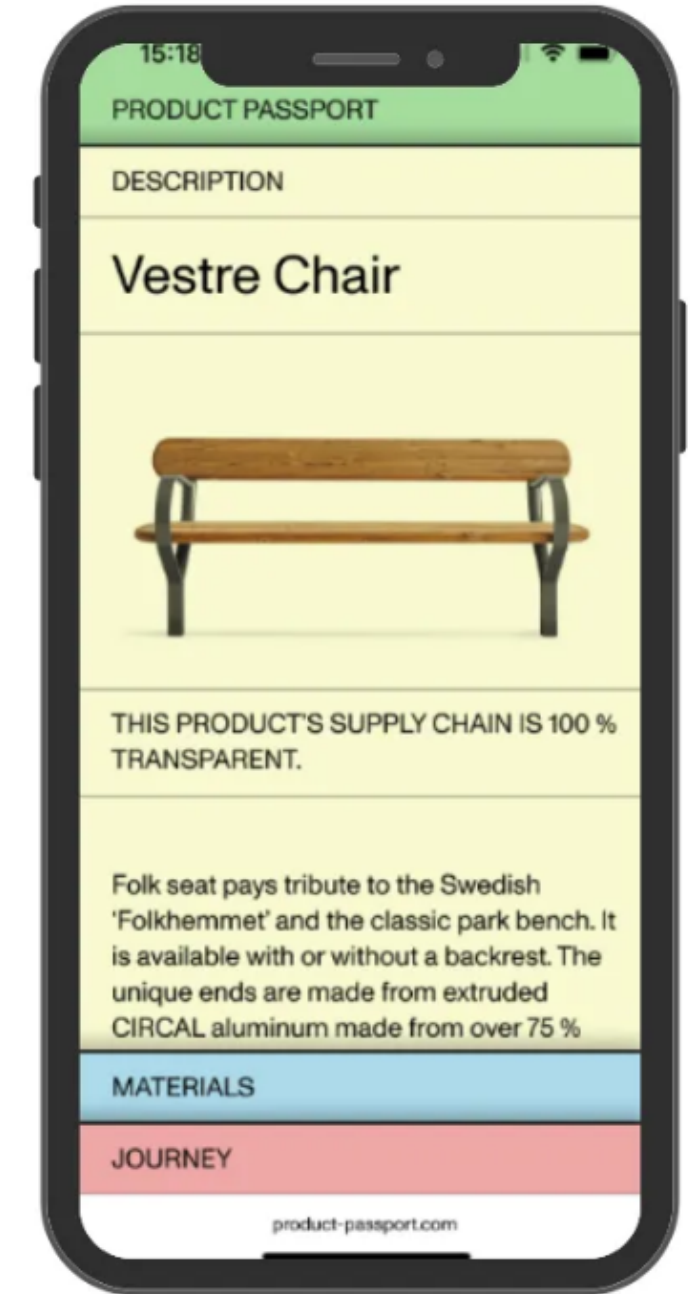 15:18
PRODUCT PASSPORT
DESCRIPTION
Vestre Chair
THIS PRODUCT'S SUPPLY CHAIN IS 100 %
TRANSPARENT.
Folk seat pays tribute to the Swedish
‘Folkhemmet’ and the classic park bench. It
is available with or without a backrest. The
unique ends are made from extruded
CIRCAL aluminum made from over 75 %
MATERIALS
JOURNEY
product-passport.com